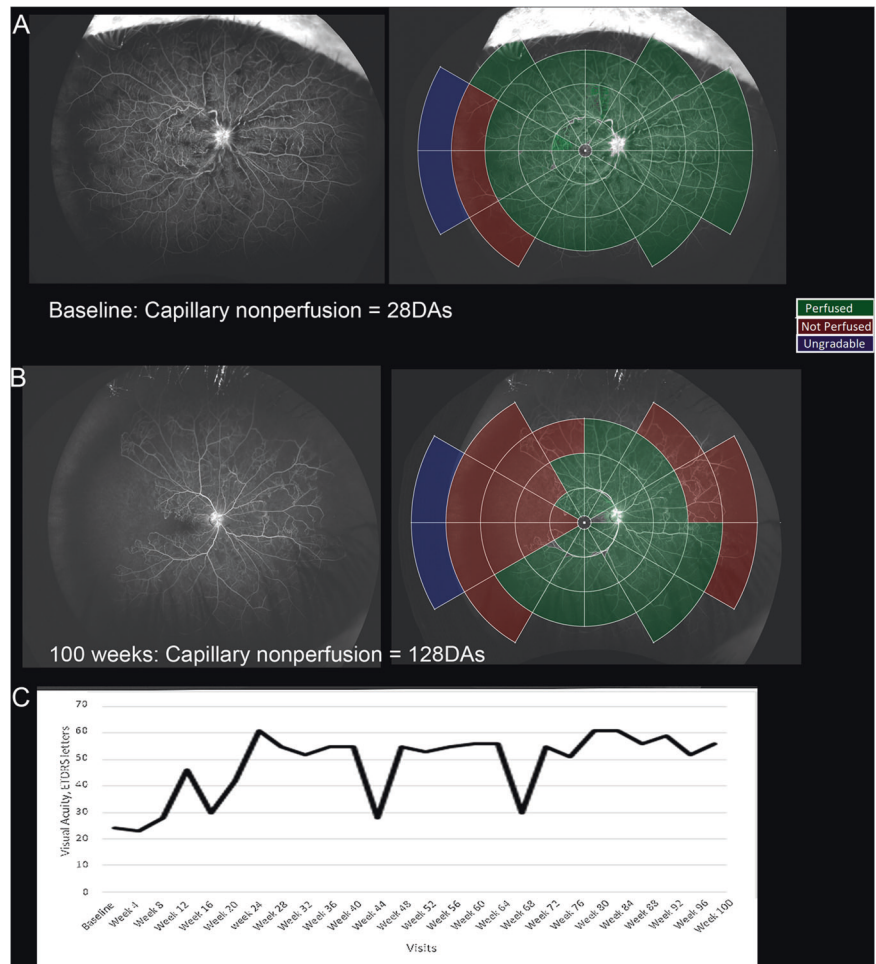 A
Baseline: Capillary nonperfusion = 28DAs
Perfused
Not Perfused
Ungradable
B
100 weeks: Capillary nonperfusion = 128DAs
C
70
60
50
40
30
20
10
0
Visual Acuity, ETDRS letters
Baseline
Week 4
Week 8
Week 12
Week 16
Week 20
week 24
Week 28
Week 32
Week 36
Week 40
Week 44
Week 48
Week 52
Week 56
Week 60
Week 64
Week 68
Week 72
Week 76
Week 80
Week 84
Week 88
Week 92
Week 96
Week 100
Visits